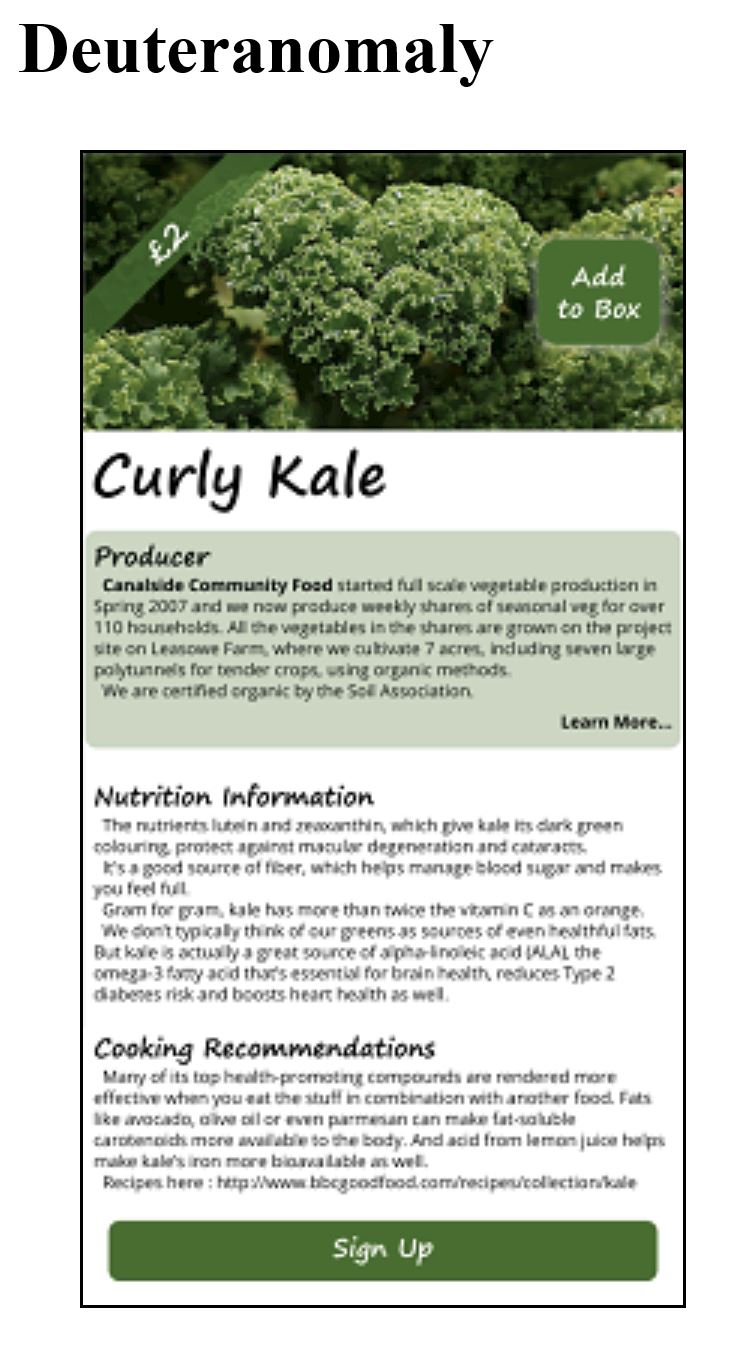 Deuteranomaly
£2
Add
to Box
Curly Kale
Producer
Canalside Community Food started full scale vegetable production in
Spring 2007 and we now produce weekly shares of seasonal veg for over
110 households. All the vegetables in the shares are grown on the project
site on Leasowe Farm, where we cultivate 7 acres, including seven large
polytunnels for tender crops, using organic methods.
We are certified organic by the Soil Association.
Learn More...
Nutrition Information
The nutrients lutein and zeaxanthin, which give kale its dark green
colouring, protect against macular degeneration and cataracts.
It's a good source of fiber, which helps manage blood sugar and makes
you feel full.
Gram for gram, kale has more than twice the vitamin C as an orange.
We don't typically think of our greens as sources of even healthful fats.
But kale is actually a great source of alpha-linoleic acid (ALA), the
omega-3 fatty acid that's essential for brain health, reduces Type 2
diabetes risk and boosts heart health as well.
Cooking Recommendations
Many of its top health-promoting compounds are rendered more
effective when you eat the stuff in combination with another food. Fats
like avocado, olive oil or even parmesan can make fat-soluble
carotenoids more available to the body. And acid from lemon juice helps
make kale's iron more bioavailable as well.
Recipes here : http://www.bbcgoodfood.com/recipes/collection/kale
Sign Up